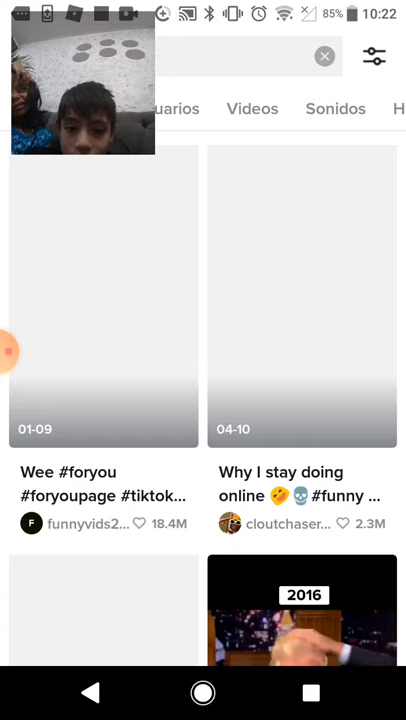 85% 10:22
uarios Videos Sonidos H
01-09
04-10
Wee #foryou
#foryoupage #tiktok...
F funnyvids2... 18.4M
Why I stay doing
online 🤣💀#funny ...
cloutchaser... 2.3M
2016